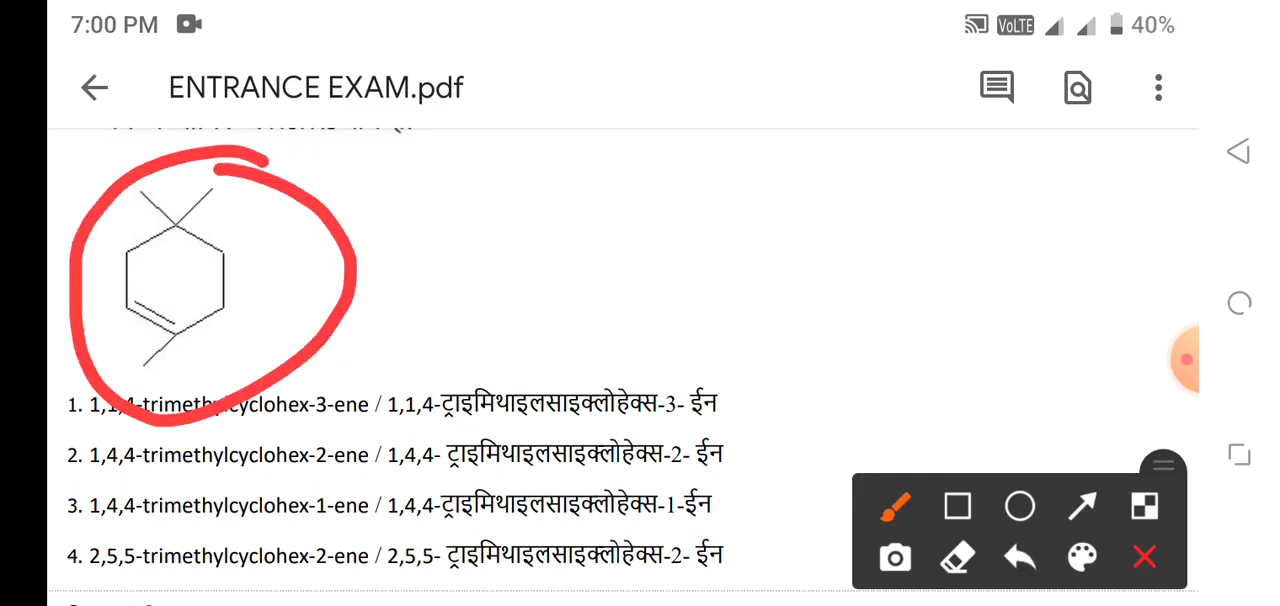 7:00 PM VoLTE 40%
ENTRANCE EXAM.pdf
1. 1,1,4-trimethylcyclohex-3-ene / 1,1,4-ट्राइमिथाइलसाइक्लोहेक्स-3- ईन
2. 1,4,4-trimethylcyclohex-2-ene / 1,4,4- ट्राइमिथाइलसाइक्लोहेक्स-2- ईन
3. 1,4,4-trimethylcyclohex-1-ene / 1,4,4-ट्राइमिथाइलसाइक्लोहेक्स-1-ईन
4. 2,5,5-trimethylcyclohex-2-ene / 2,5,5- ट्राइमिथाइलसाइक्लोहेक्स-2- ईन